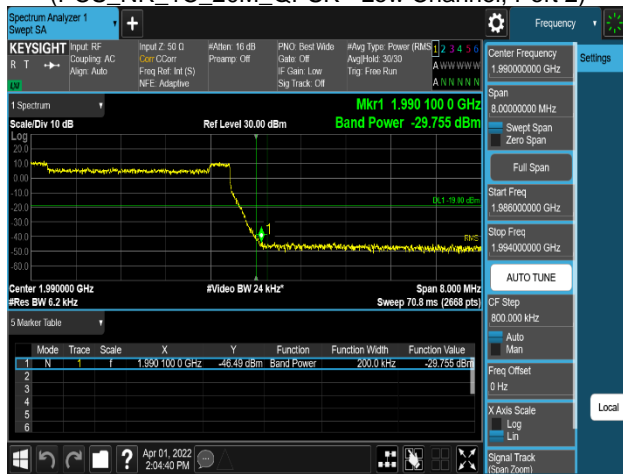 Spectrum Analyzer 1
Swept SA
Frequency
KEYSIGHT
R T
Input: RF
Coupling: AC
Align: Auto
Input Z: 50 Ω
Corr CCorr
Freq Ref: Int (S)
NFE: Adaptive
#Atten: 16 dB
Preamp: Off
PNO: Best Wide
Gate: Off
IF Gain: Low
Sig Track: Off
#Avg Type: Power (RMS
Avg|Hold: 30/30
Trig: Free Run
1 2 3 4 5 6
A W W W W W
A N N N N N
1 Spectrum
Scale/Div 10 dB
Ref Level 30.00 dBm
Mkr1 1.990 100 0 GHz
Band Power -29.755 dBm
Log
20.0
10.0
0.00
-10.0
-20.0
-30.0
-40.0
-50.0
-60.0
DL1 -19.00 dBm
1
RMS
Center 1.990000 GHz
#Video BW 24 kHz*
Span 8.000 MHz
#Res BW 6.2 kHz
Sweep 70.8 ms (2668 pts)
5 Marker Table
Mode Trace Scale X Y Function Function Width Function Value
1 N 1 f 1.990 100 0 GHz -46.49 dBm Band Power 200.0 kHz -29.755 dBm
2
3
4
5
6
Apr 01, 2022
2:04:40 PM
Center Frequency
1.990000000 GHz
Settings
Span
8.00000000 MHz
Swept Span
Zero Span
Full Span
Start Freq
1.986000000 GHz
Stop Freq
1.994000000 GHz
AUTO TUNE
CF Step
800.000 kHz
Auto
Man
Freq Offset
0 Hz
X Axis Scale
Log
Lin
Local
Signal Track
(Span Zoom)